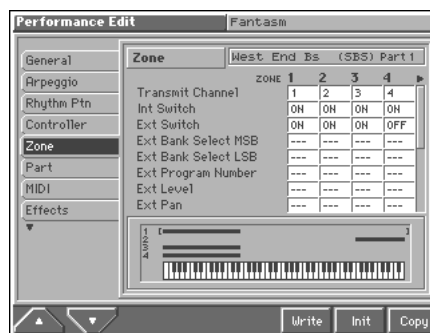 Performance Edit Fantasm
General
Arpeggio
Rhythm Ptn
Controller
Zone
Part
MIDI
Effects
Zone West End Bs (SBS) Part 1
ZONE 1 2 3 4
Transmit Channel 1 2 3 4
Int Switch ON ON ON ON
Ext Switch ON ON ON OFF
Ext Bank Select MSB --- --- --- ---
Ext Bank Select LSB --- --- --- ---
Ext Program Number --- --- --- ---
Ext Level --- --- --- ---
Ext Pan --- --- --- ---
1
2
3
4
Write Init Copy